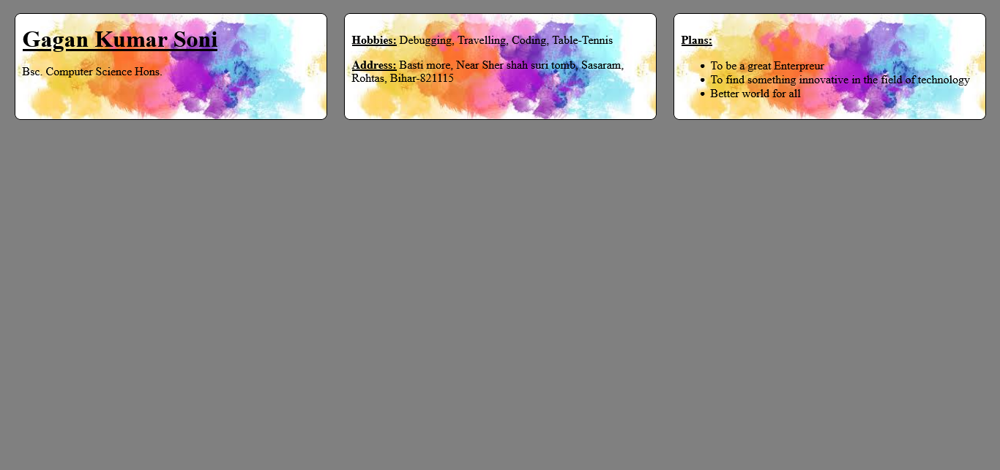 Gagan Kumar Soni
Bsc. Computer Science Hons.
Hobbies: Debugging, Travelling, Coding, Table-Tennis
Address: Basti more, Near Sher shah suri tomb, Sasaram,
Rohtas, Bihar-821115
Plans:
• To be a great Enterpreur
• To find something innovative in the field of technology
• Better world for all